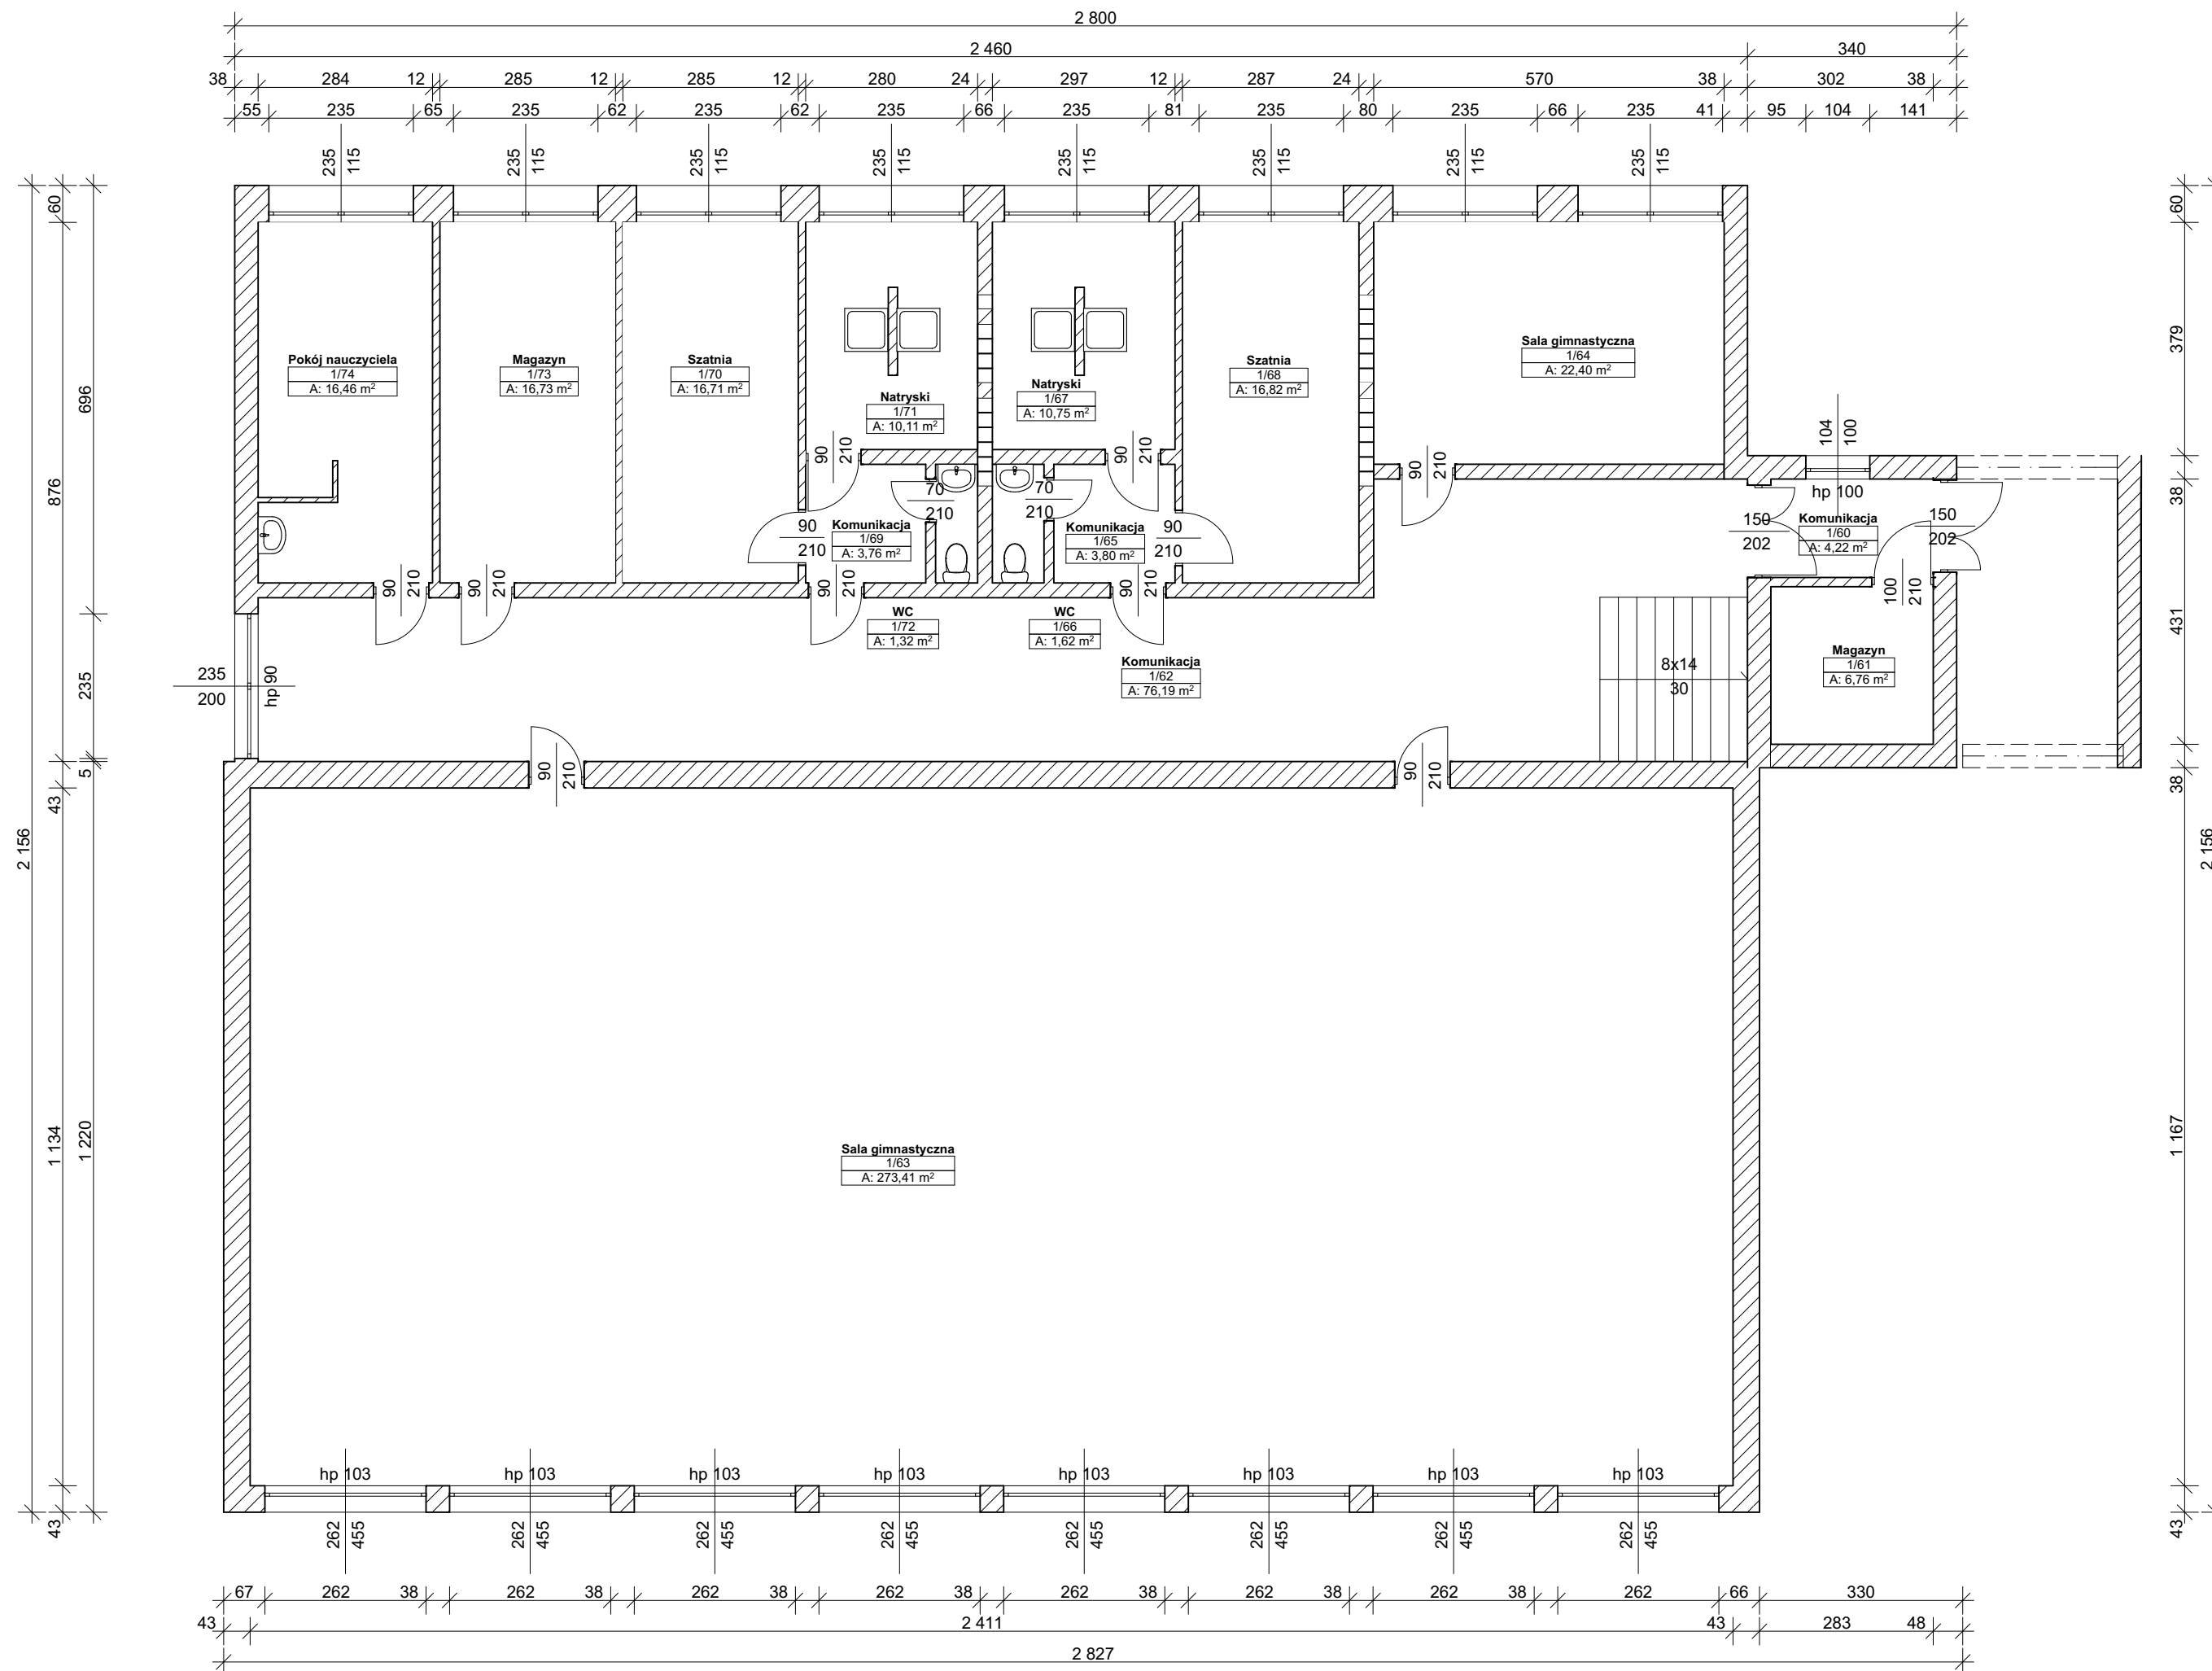 2 800
2 460 340
38 284 12 285 12 285 12 280 24 297 12 287 24 570 38 302 38
55 235 65 235 62 235 62 235 66 235 81 235 80 235 66 235 41 95 104 141
235 115 235 115 235 115 235 115 235 115 235 115 235 115 235 115
60
876
43
1 134
43
696
235
5
1 220
2 156
60
379
38
431
38
1 167
43
2 156
Pokój nauczyciela
1/74
A: 16,46 m²
Magazyn
1/73
A: 16,73 m²
Szatnia
1/70
A: 16,71 m²
Natryski
1/71
A: 10,11 m²
Natryski
1/67
A: 10,75 m²
Szatnia
1/68
A: 16,82 m²
Sala gimnastyczna
1/64
A: 22,40 m²
104
100
hp 100
90
210
90
210
90
210
70
210
70
210
90
210
Komunikacja
1/69
A: 3,76 m²
Komunikacja
1/65
A: 3,80 m²
90
210
150
202
Komunikacja
1/60
A: 4,22 m²
150
202
90
210
90
210
90
210
90
210
100
210
WC
1/72
A: 1,32 m²
WC
1/66
A: 1,62 m²
Komunikacja
1/62
A: 76,19 m²
235
200
hp 90
8x14
30
Magazyn
1/61
A: 6,76 m²
90
210
90
210
Sala gimnastyczna
1/63
A: 273,41 m²
hp 103 hp 103 hp 103 hp 103 hp 103 hp 103 hp 103 hp 103
262 455 262 455 262 455 262 455 262 455 262 455 262 455 262 455
67 262 38 262 38 262 38 262 38 262 38 262 38 262 38 262 66 330
43 2 411 43 283 48
2 827